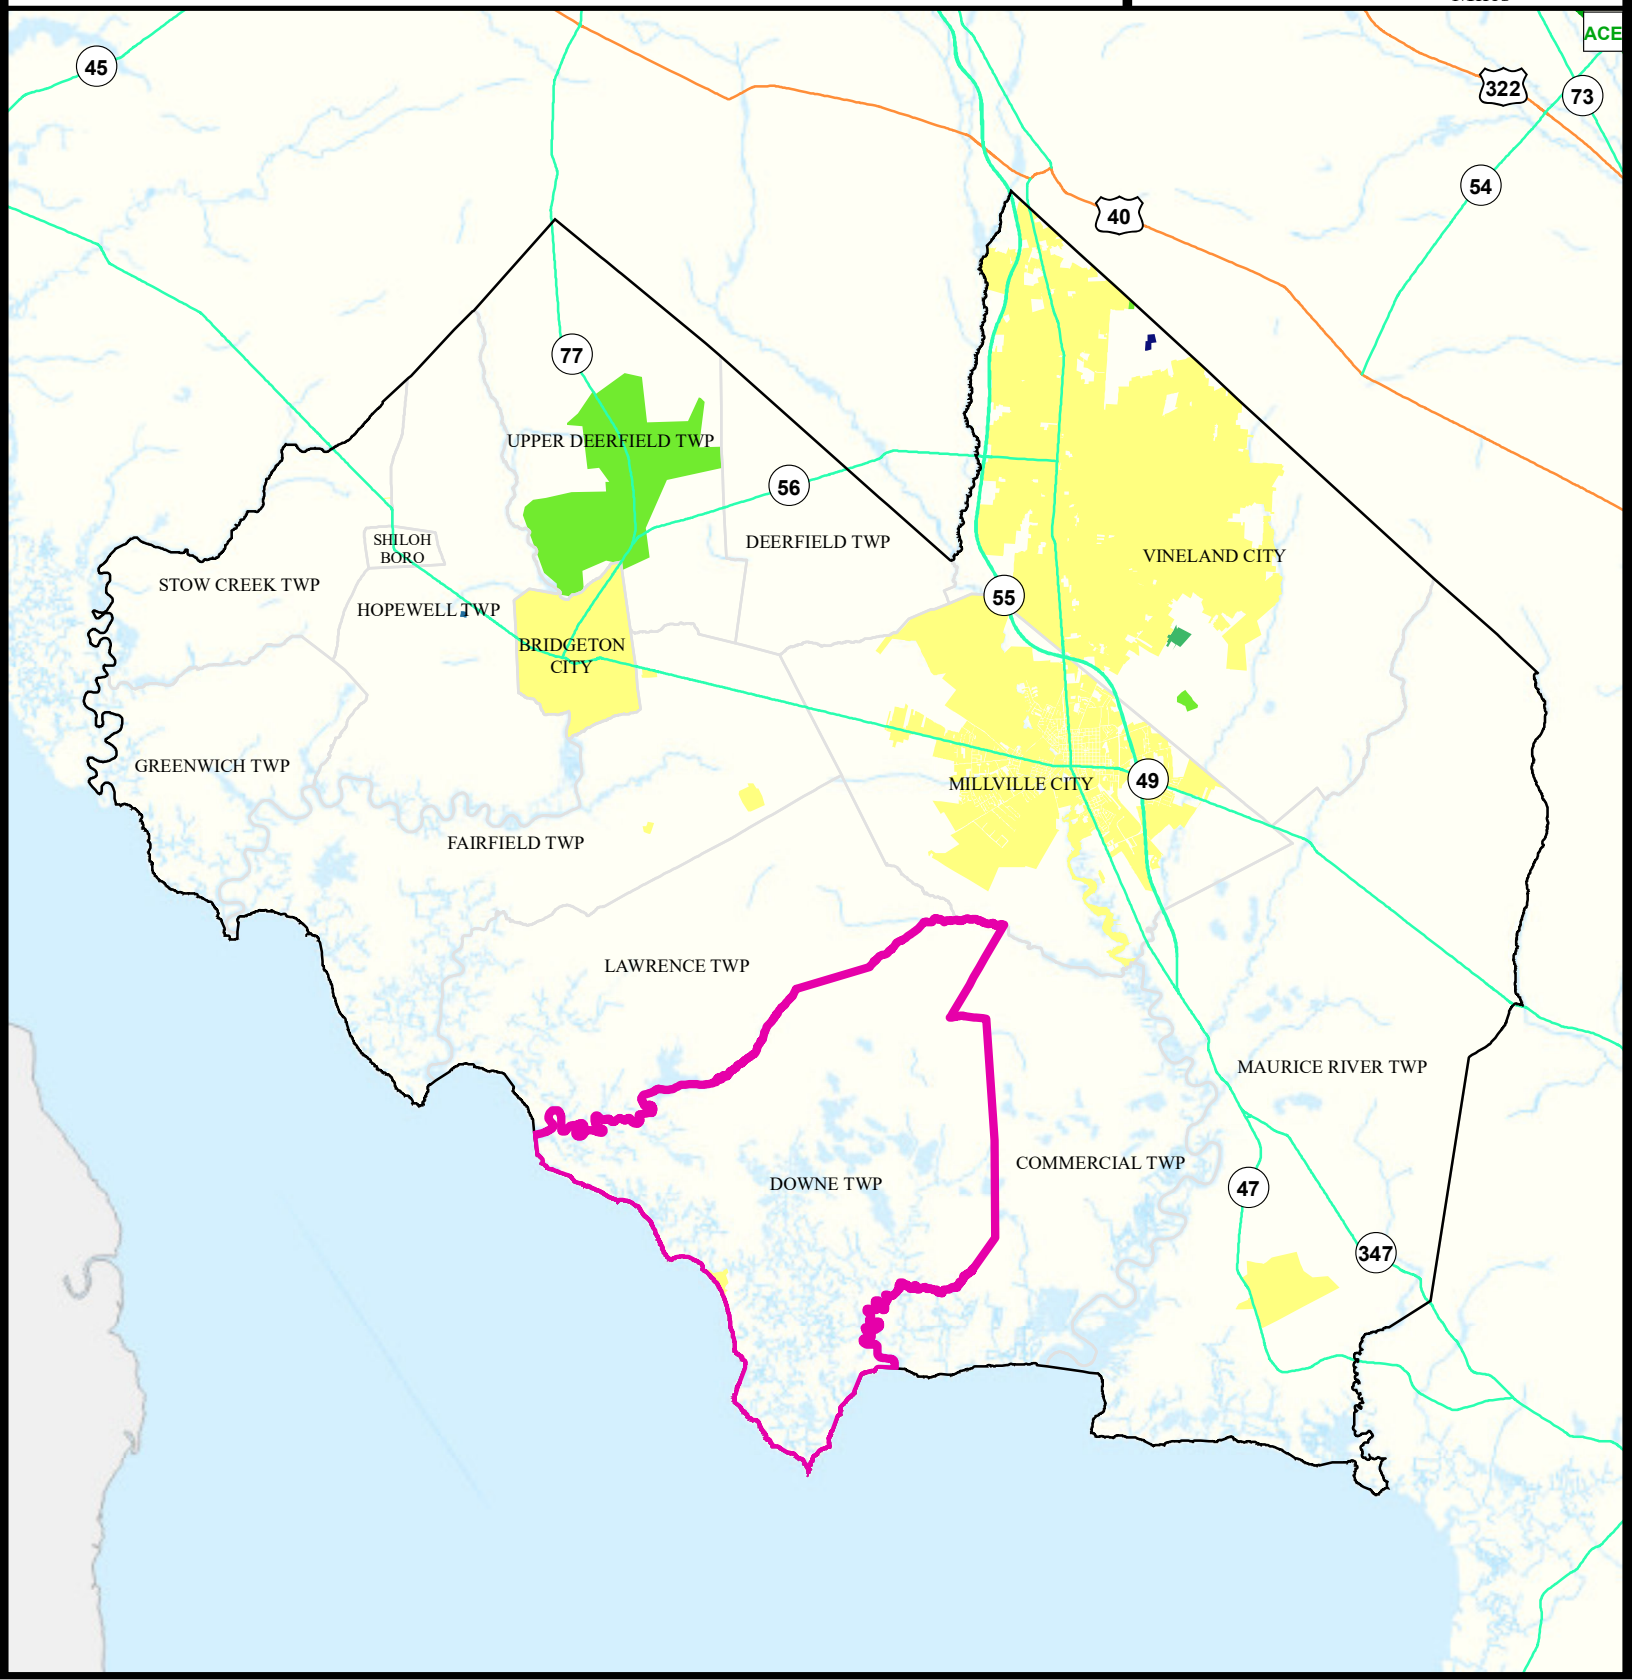 ACE
45
322
73
54
40
77
UPPER DEERFIELD TWP
56
SHILOH
BORO
DEERFIELD TWP
VINELAND CITY
STOW CREEK TWP
55
HOPEWELL TWP
BRIDGETON
CITY
GREENWICH TWP
MILLVILLE CITY
49
FAIRFIELD TWP
LAWRENCE TWP
MAURICE RIVER TWP
COMMERCIAL TWP
DOWNE TWP
47
347